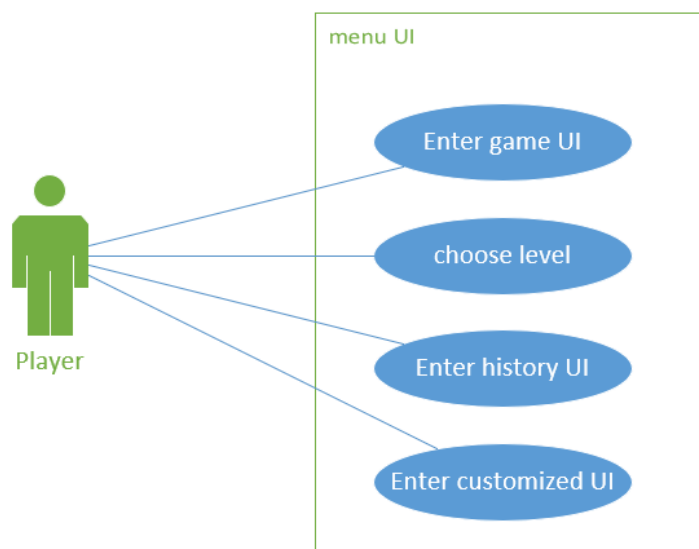 menu UI
Enter game UI
choose level
Enter history UI
Enter customized UI
Player